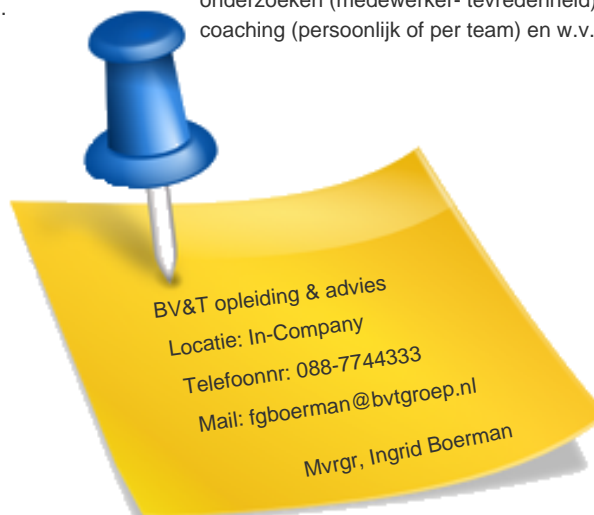 .
onderzoeken (medewerker- tevredenheid)
coaching (persoonlijk of per team) en w.v.
BV&T opleiding & advies
Locatie: In-Company
Telefoonnr: 088-7744333
Mail: fgboerman@bvtgroep.nl
Mvrgr, Ingrid Boerman